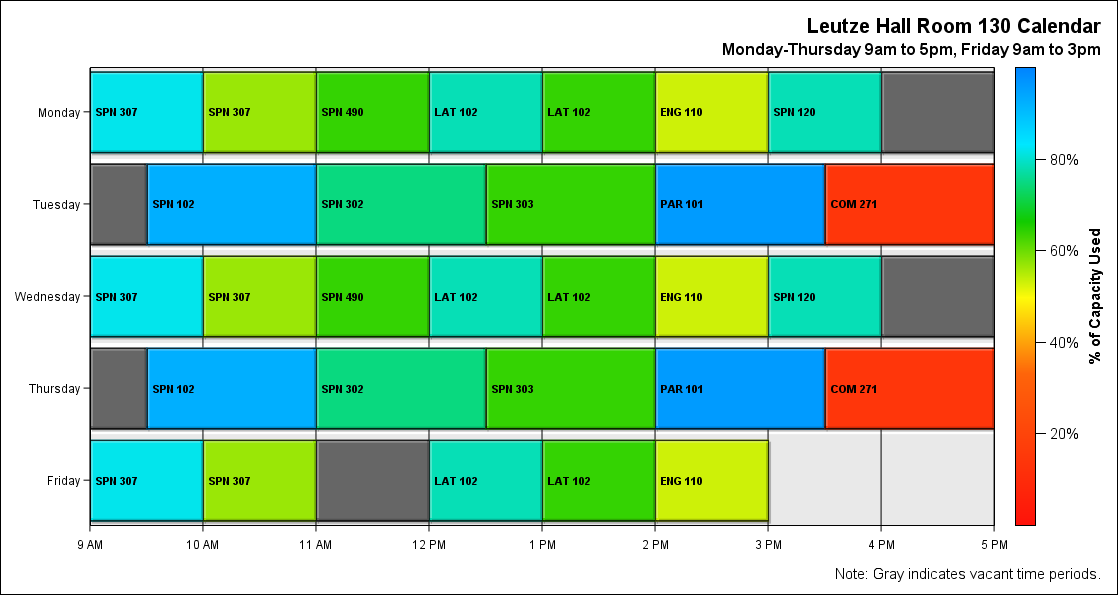 Leutze Hall Room 130 Calendar
Monday-Thursday 9am to 5pm, Friday 9am to 3pm
Monday SPN 307 SPN 307 SPN 490 LAT 102 LAT 102 ENG 110 SPN 120
Tuesday SPN 102 SPN 302 SPN 303 PAR 101 COM 271
Wednesday SPN 307 SPN 307 SPN 490 LAT 102 LAT 102 ENG 110 SPN 120
Thursday SPN 102 SPN 302 SPN 303 PAR 101 COM 271
Friday SPN 307 SPN 307 LAT 102 LAT 102 ENG 110
9 AM 10 AM 11 AM 12 PM 1 PM 2 PM 3 PM 4 PM 5 PM
80%
60%
40%
20%
% of Capacity Used
Note: Gray indicates vacant time periods.